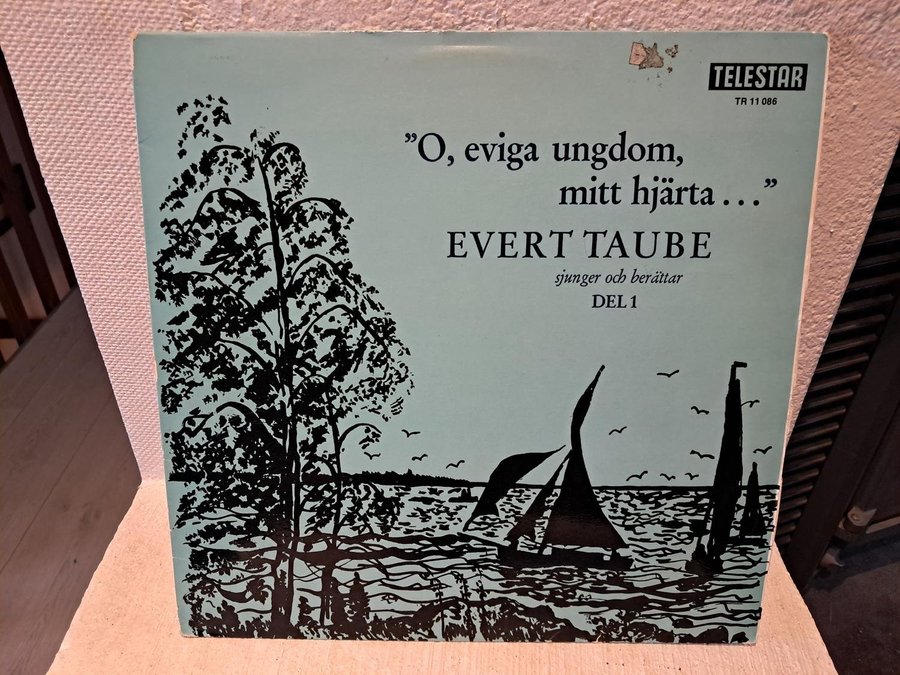 TELESTAR
TR 11 086
”O, eviga ungdom,
mitt hjärta...”
EVERT TAUBE
sjunger och berättar
DEL 1